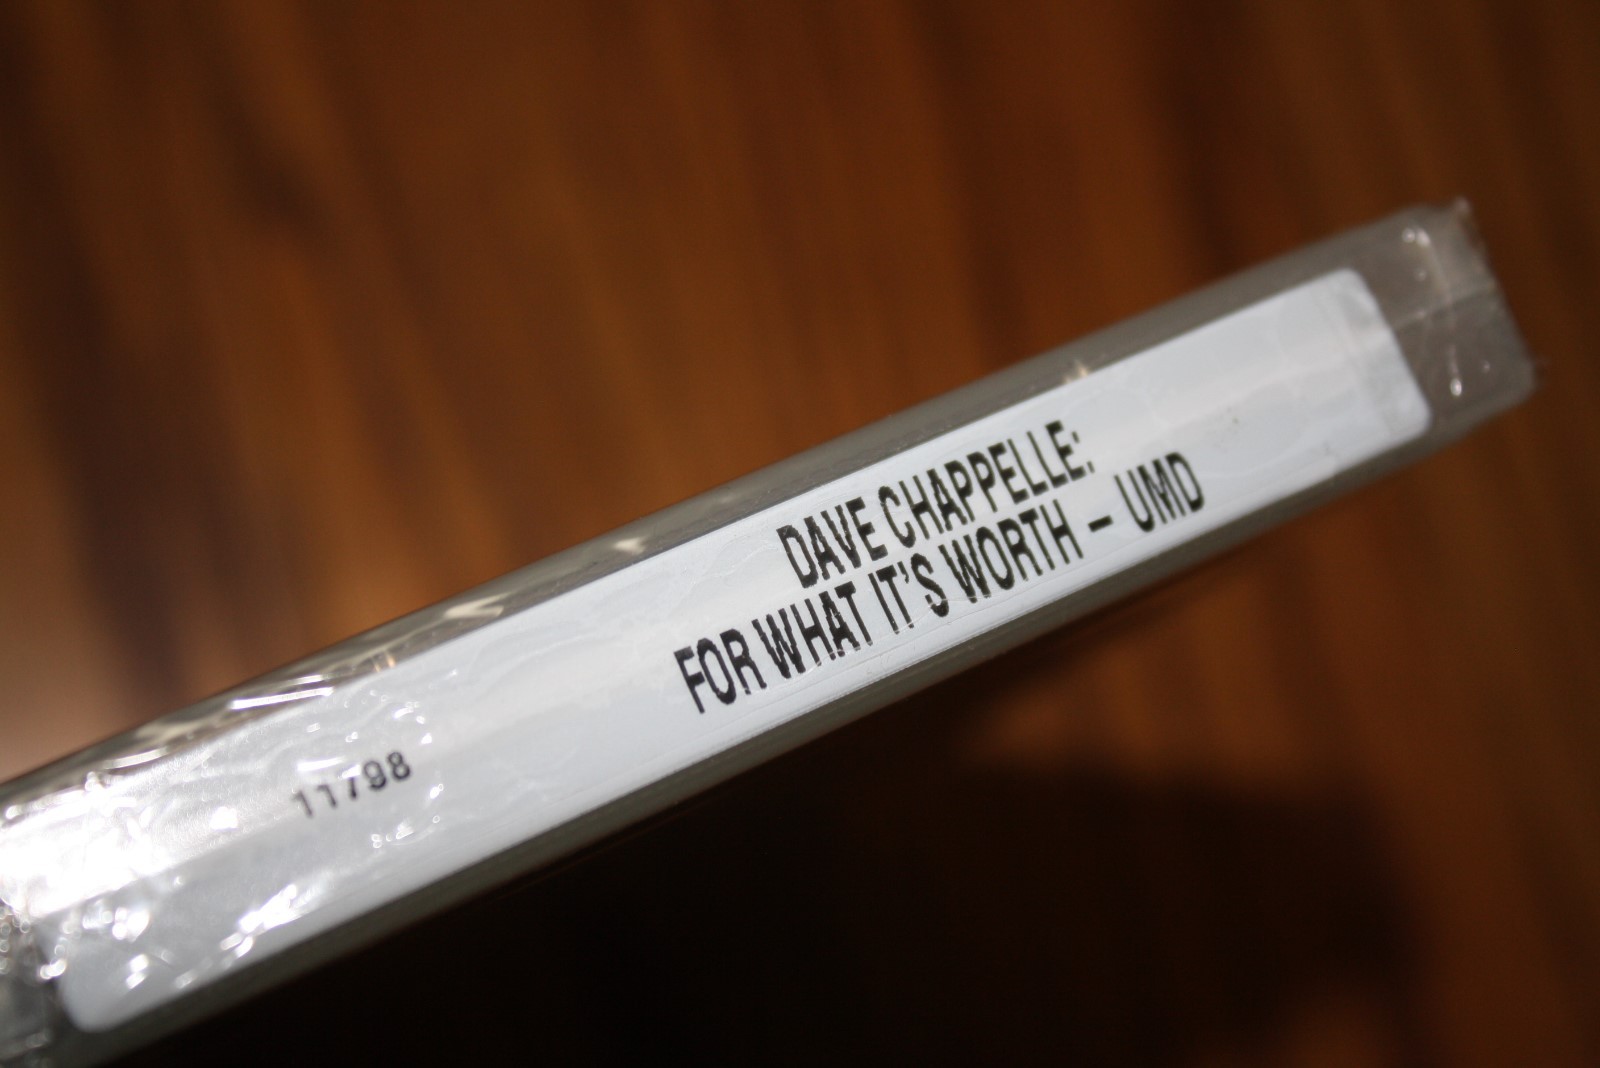 DAVE CHAPPELLE:
FOR WHAT IT'S WORTH – UMD
11798